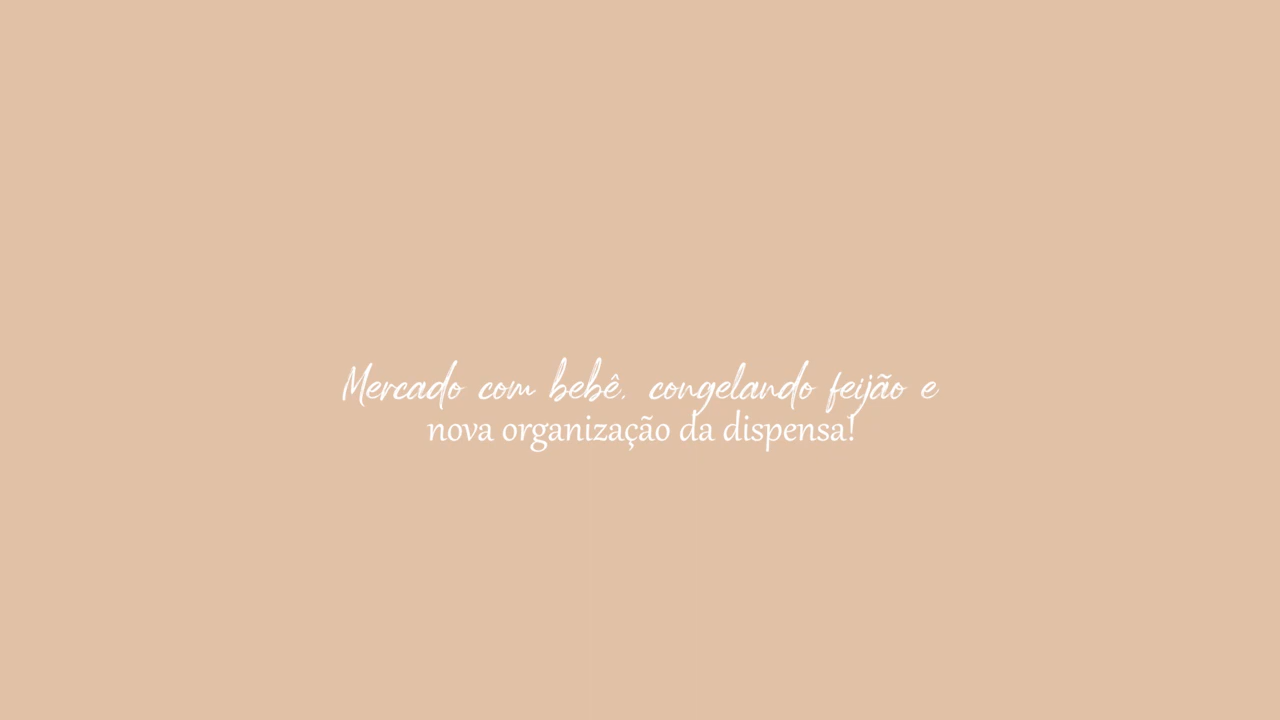 Mercado com bebê, congelando feijão e
nova organização da dispensa!